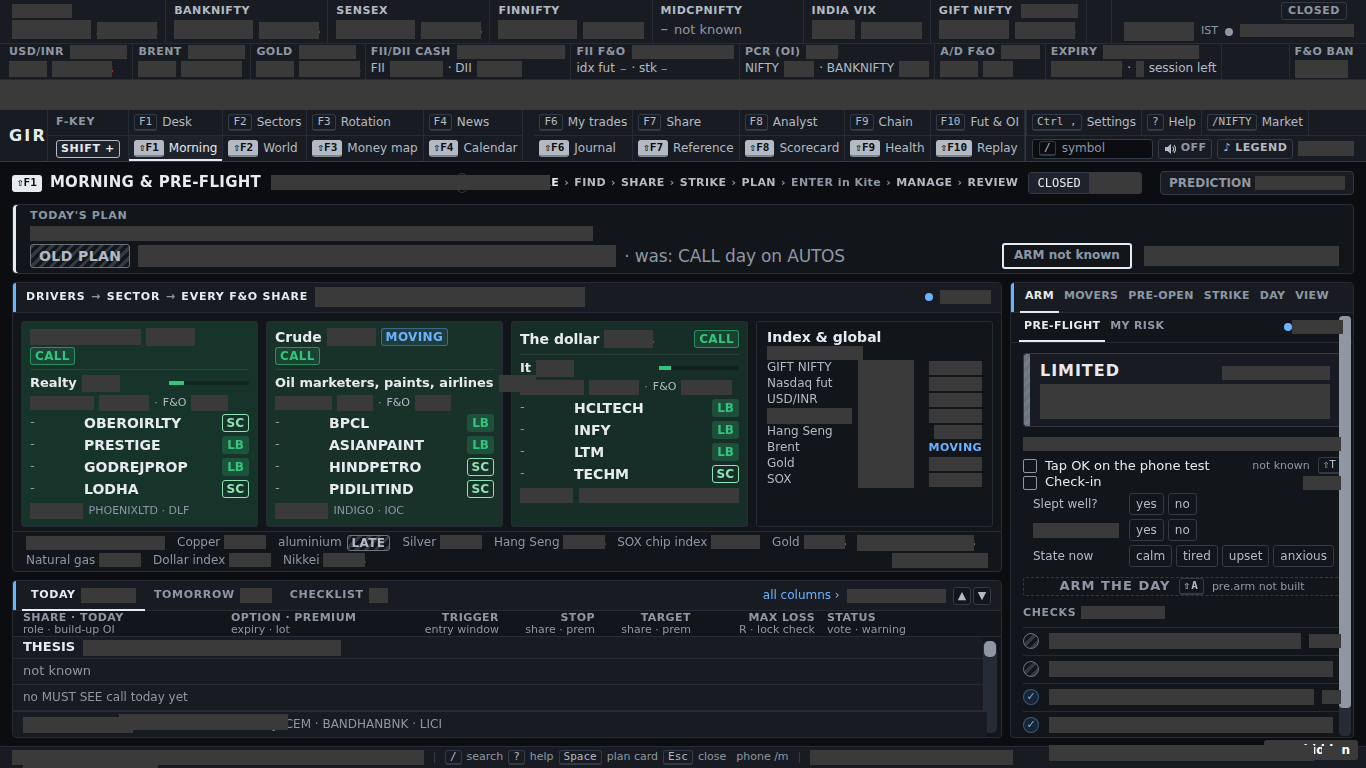 BANKNIFTY SENSEX FINNIFTY MIDCPNIFTY INDIA VIX GIFT NIFTY CLOSED
– not known IST
USD/INR BRENT GOLD FII/DII CASH FII F&O PCR (OI) A/D F&O EXPIRY F&O BAN
FII · DII idx fut – · stk – NIFTY · BANKNIFTY · session left
GIR
F-KEY F1 Desk F2 Sectors F3 Rotation F4 News F6 My trades F7 Share F8 Analyst F9 Chain F10 Fut & OI Ctrl , Settings ? Help /NIFTY Market
SHIFT + ⇧F1 Morning ⇧F2 World ⇧F3 Money map ⇧F4 Calendar ⇧F6 Journal ⇧F7 Reference ⇧F8 Scorecard ⇧F9 Health ⇧F10 Replay / symbol OFF ♪ LEGEND
⇧F1 MORNING & PRE-FLIGHT › FIND › SHARE › STRIKE › PLAN › ENTER in Kite › MANAGE › REVIEW CLOSED PREDICTION
TODAY'S PLAN
OLD PLAN · was: CALL day on AUTOS ARM not known
DRIVERS → SECTOR → EVERY F&O SHARE
CALL
Realty
· F&O
- OBEROIRLTY SC
- PRESTIGE LB
- GODREJPROP LB
- LODHA SC
PHOENIXLTD · DLF
Crude MOVING
CALL
Oil marketers, paints, airlines
· F&O
- BPCL LB
- ASIANPAINT LB
- HINDPETRO SC
- PIDILITIND SC
INDIGO · IOC
The dollar CALL
It
· F&O
- HCLTECH LB
- INFY LB
- LTM LB
- TECHM SC
Index & global
GIFT NIFTY
Nasdaq fut
USD/INR
Hang Seng
Brent MOVING
Gold
SOX
Copper aluminium LATE Silver Hang Seng SOX chip index Gold
Natural gas Dollar index Nikkei
TODAY TOMORROW CHECKLIST all columns › ▲ ▼
SHARE · TODAY OPTION · PREMIUM TRIGGER STOP TARGET MAX LOSS STATUS
role · build-up OI expiry · lot entry window share · prem share · prem R · lock check vote · warning
THESIS
not known
no MUST SEE call today yet
CEM · BANDHANBNK · LICI
ARM MOVERS PRE-OPEN STRIKE DAY VIEW
PRE-FLIGHT MY RISK
LIMITED
Tap OK on the phone test not known ⇧T
Check-in
Slept well? yes no
yes no
State now calm tired upset anxious
ARM THE DAY ⇧A pre.arm not built
CHECKS
/ search ? help Space plan card Esc close phone /m